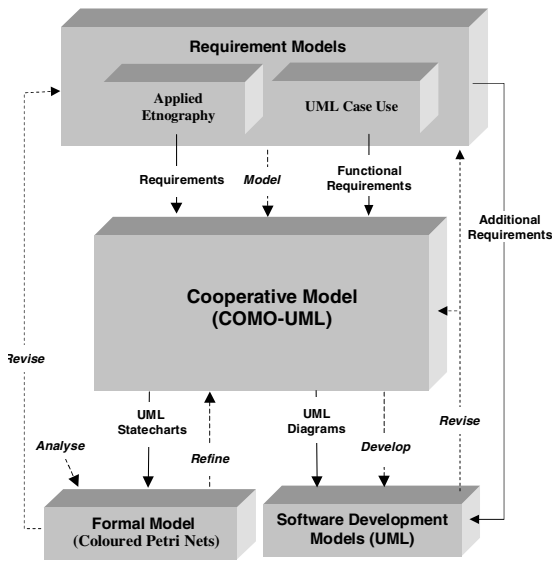 Requirement Models
Applied
Etnography
UML Case Use
Requirements
Model
Functional
Requirements
Additional
Requirements
Cooperative Model
(COMO-UML)
Revise
UML
Statecharts
UML
Diagrams
Revise
Analyse
Refine
Develop
Formal Model
(Coloured Petri Nets)
Software Development
Models (UML)